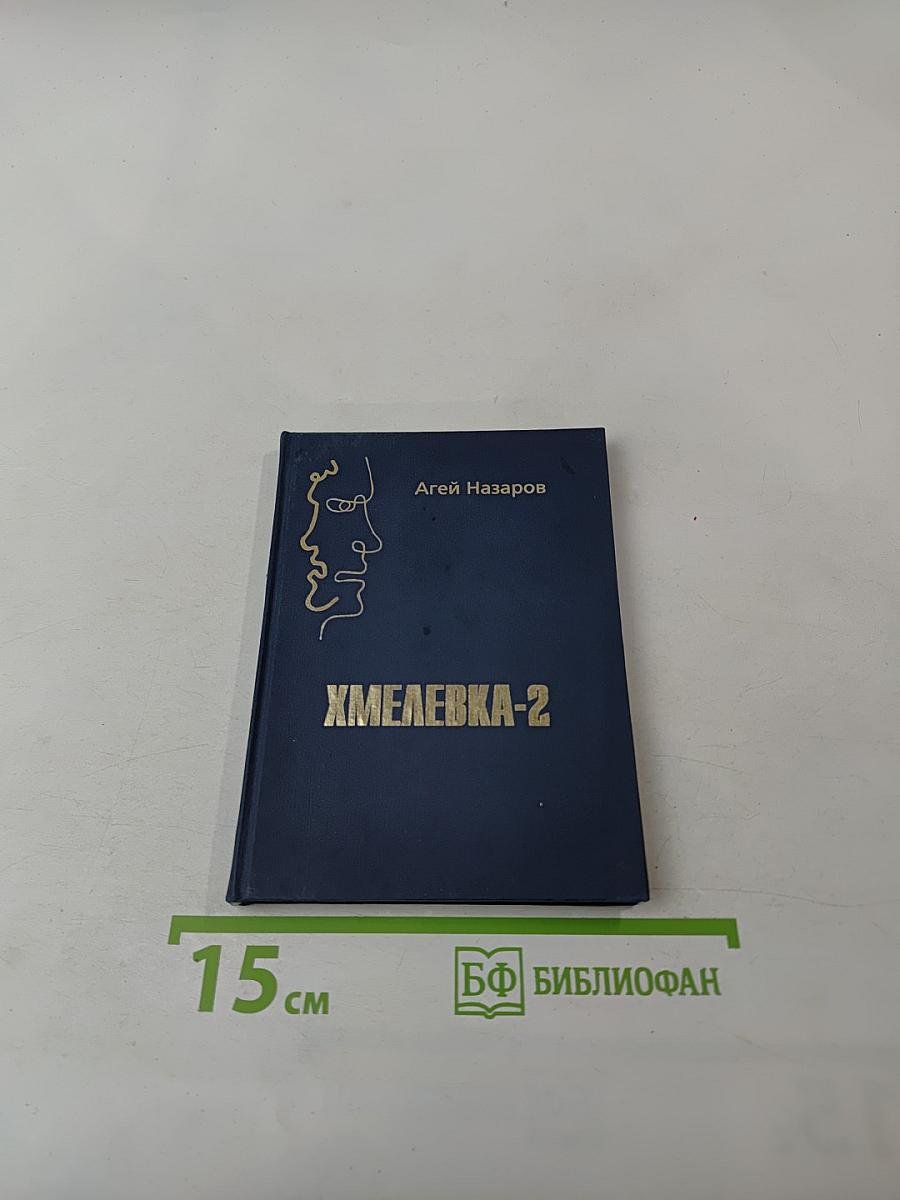 Агей Назаров
ХМЕЛЕВКА-2
15 см
БФ БИБЛИОФАН